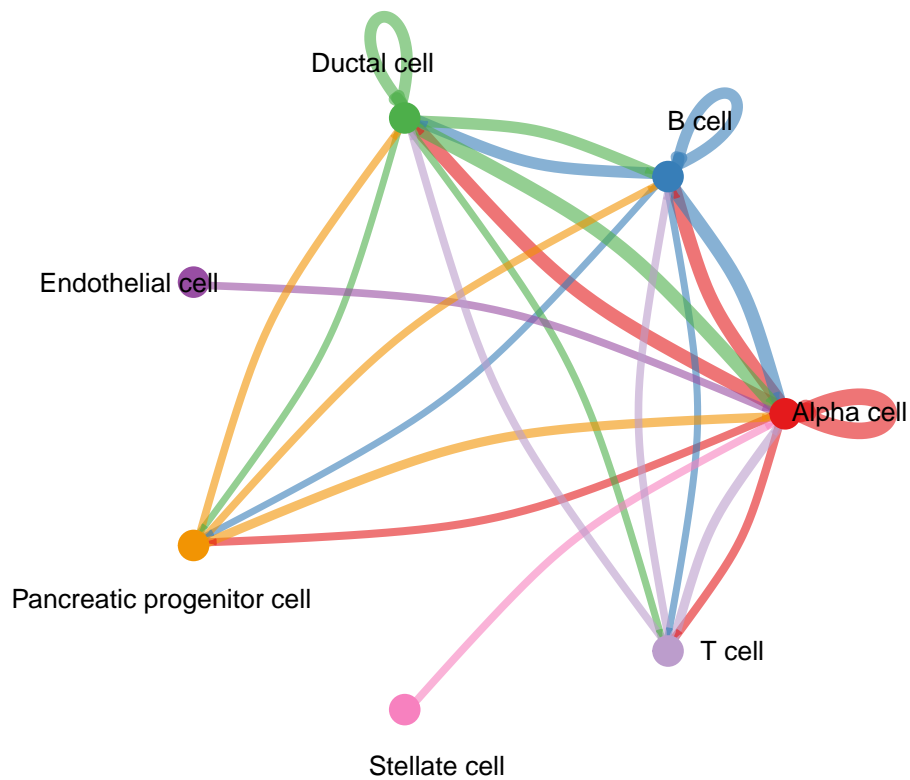 Ductal cell
B cell
Endothelial cell
Alpha cell
Pancreatic progenitor cell
T cell
Stellate cell